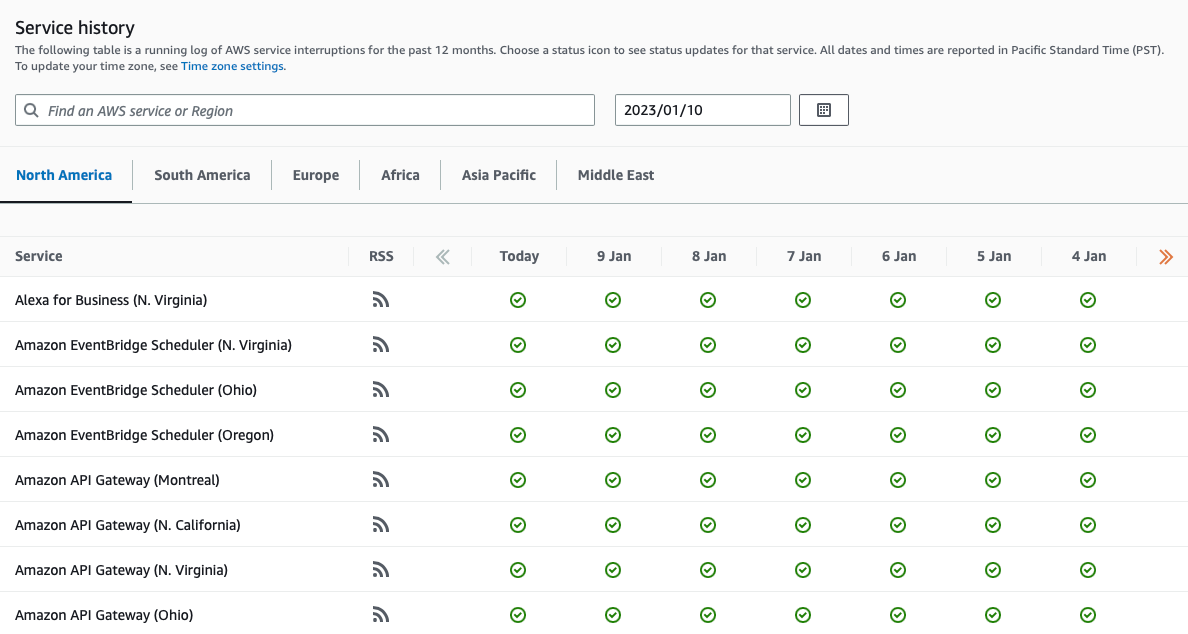 Service history
The following table is a running log of AWS service interruptions for the past 12 months. Choose a status icon to see status updates for that service. All dates and times are reported in Pacific Standard Time (PST).
To update your time zone, see Time zone settings.
Find an AWS service or Region
2023/01/10
North America South America Europe Africa Asia Pacific Middle East
Service RSS Today 9 Jan 8 Jan 7 Jan 6 Jan 5 Jan 4 Jan
Alexa for Business (N. Virginia)
Amazon EventBridge Scheduler (N. Virginia)
Amazon EventBridge Scheduler (Ohio)
Amazon EventBridge Scheduler (Oregon)
Amazon API Gateway (Montreal)
Amazon API Gateway (N. California)
Amazon API Gateway (N. Virginia)
Amazon API Gateway (Ohio)